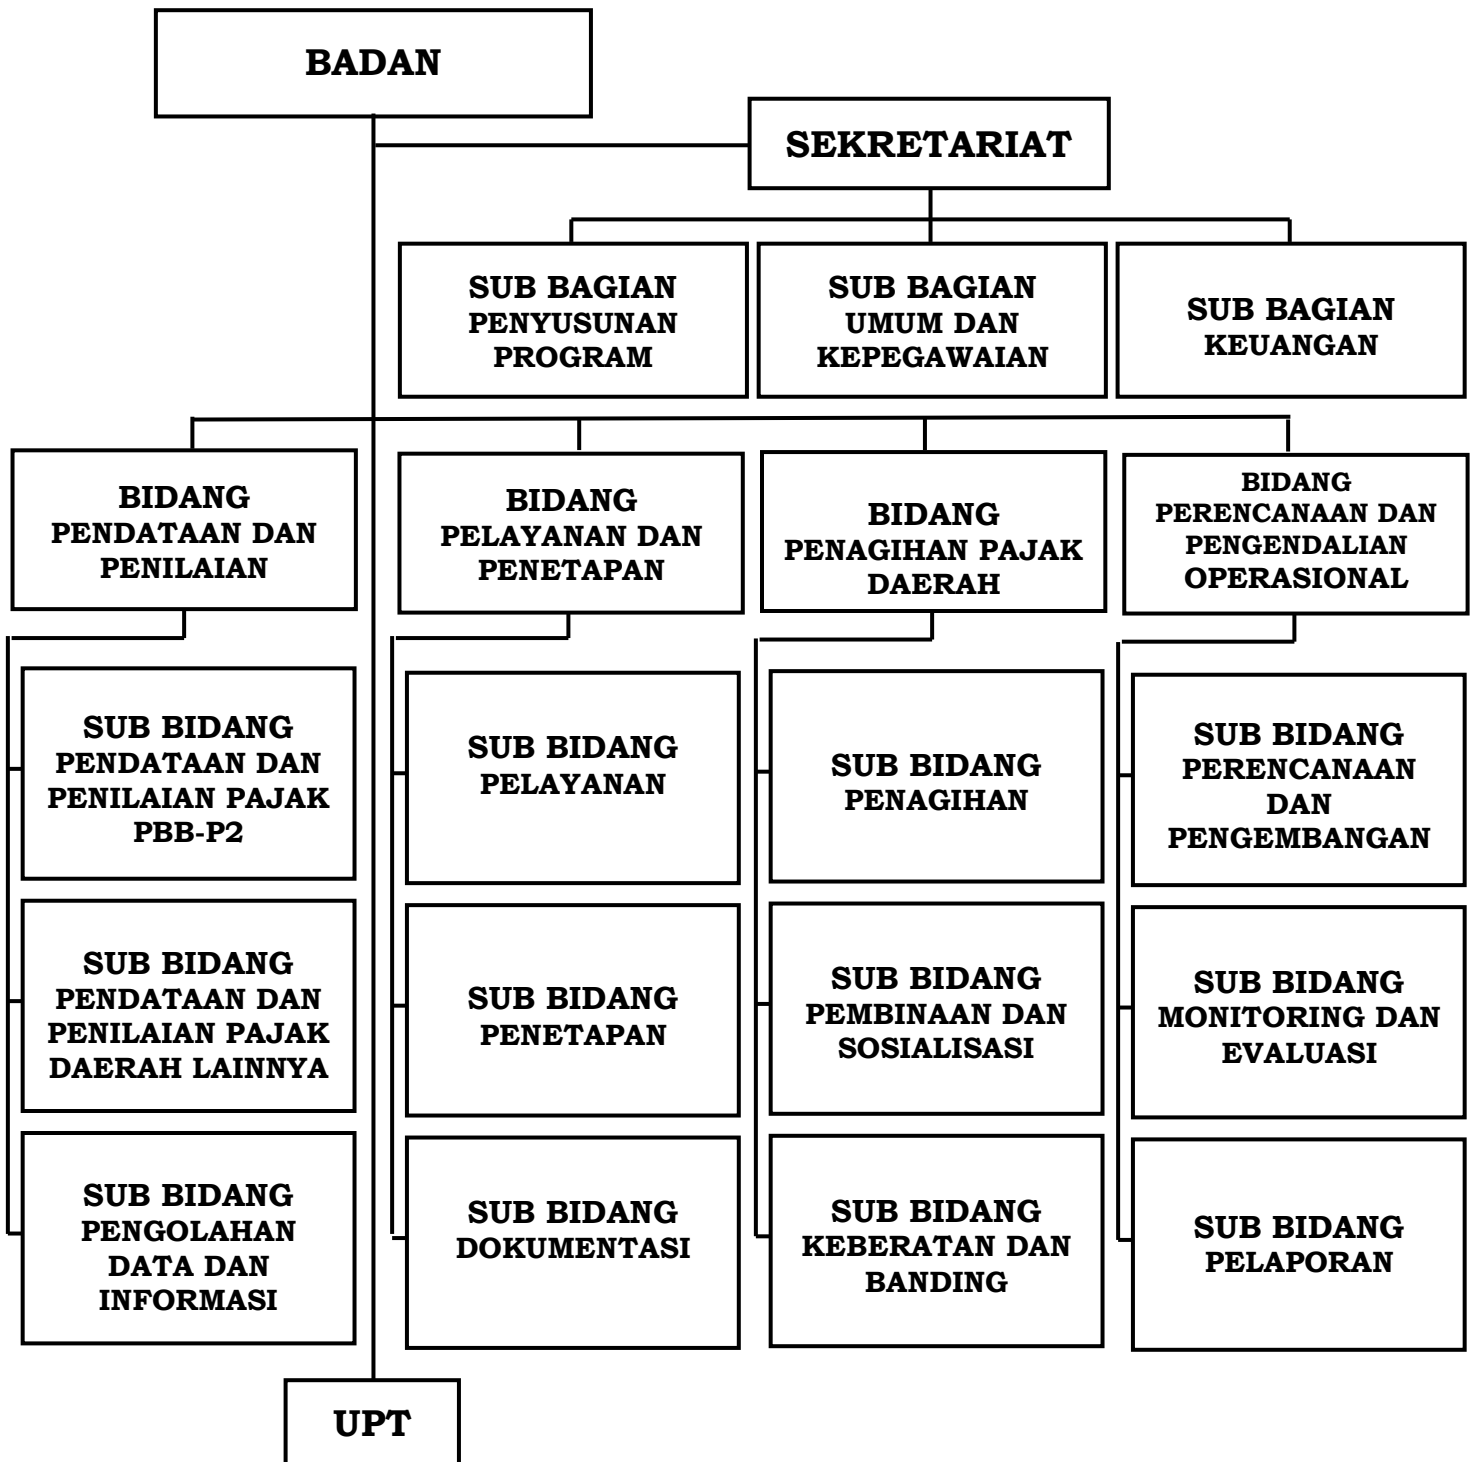 BADAN
SEKRETARIAT
SUB BAGIAN
PENYUSUNAN
PROGRAM
SUB BAGIAN
UMUM DAN
KEPEGAWAIAN
SUB BAGIAN
KEUANGAN
BIDANG
PENDATAAN DAN
PENILAIAN
BIDANG
PELAYANAN DAN
PENETAPAN
BIDANG
PENAGIHAN PAJAK
DAERAH
BIDANG
PERENCANAAN DAN
PENGENDALIAN
OPERASIONAL
SUB BIDANG
PENDATAAN DAN
PENILAIAN PAJAK
PBB-P2
SUB BIDANG
PELAYANAN
SUB BIDANG
PENAGIHAN
SUB BIDANG
PERENCANAAN
DAN
PENGEMBANGAN
SUB BIDANG
PENDATAAN DAN
PENILAIAN PAJAK
DAERAH LAINNYA
SUB BIDANG
PENETAPAN
SUB BIDANG
PEMBINAAN DAN
SOSIALISASI
SUB BIDANG
MONITORING DAN
EVALUASI
SUB BIDANG
PENGOLAHAN
DATA DAN
INFORMASI
SUB BIDANG
DOKUMENTASI
SUB BIDANG
KEBERATAN DAN
BANDING
SUB BIDANG
PELAPORAN
UPT